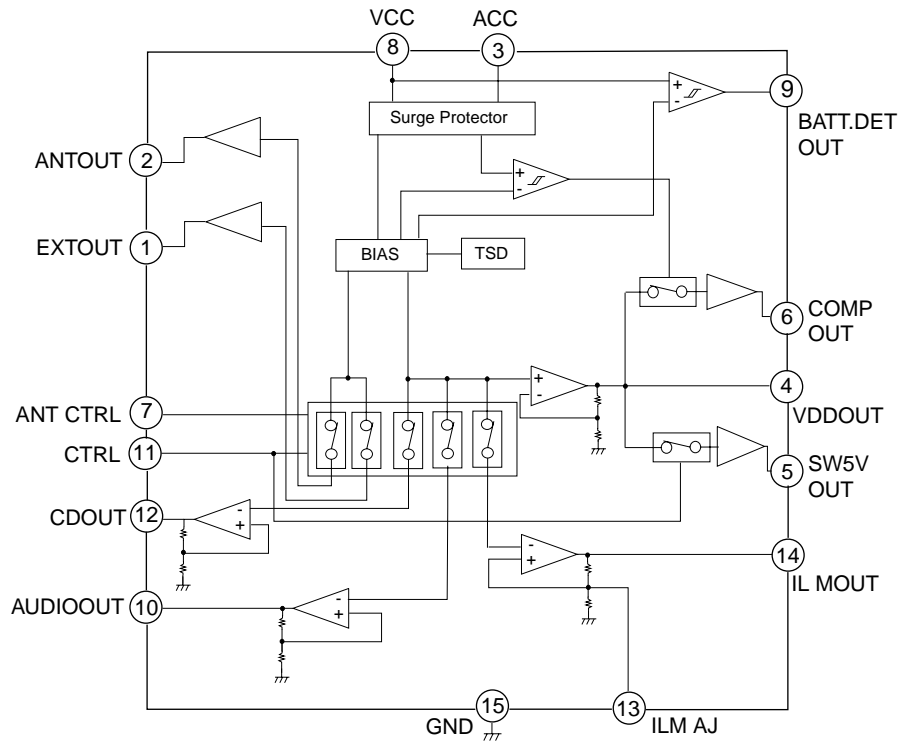 VCC
ACC
8
3
9
BATT.DET
OUT
+
-
Surge Protector
ANTOUT
2
+
-
EXTOUT
1
BIAS
TSD
6
COMP
OUT
ANT CTRL
7
+
-
4
VDDOUT
CTRL
11
5
SW5V
OUT
CDOUT
12
-
+
14
IL MOUT
-
+
AUDIOOUT
10
-
+
GND
15
13
ILM AJ